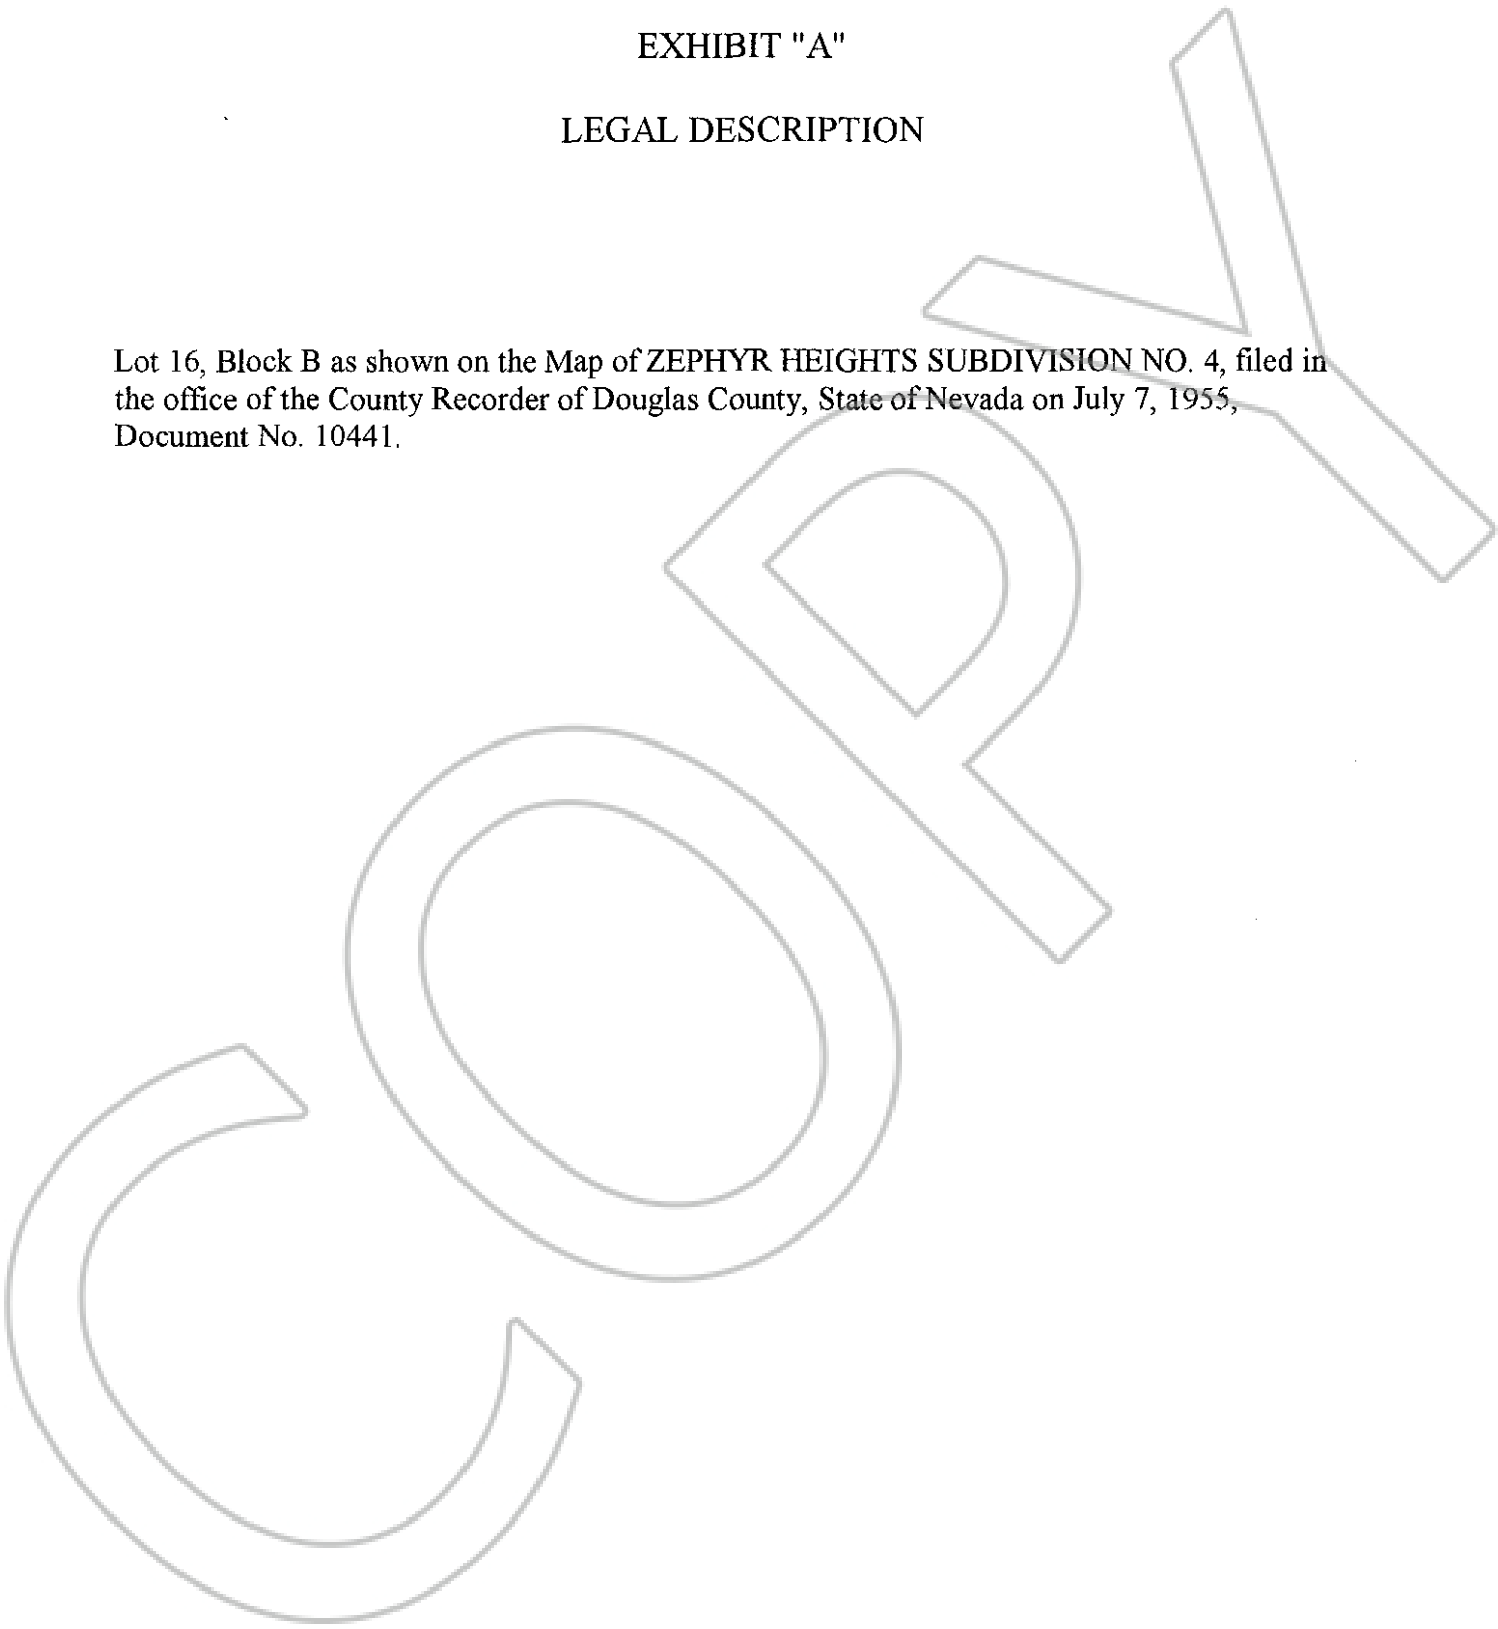 EXHIBIT "A"
LEGAL DESCRIPTION
Lot 16, Block B as shown on the Map of ZEPHYR HEIGHTS SUBDIVISION NO. 4, filed in
the office of the County Recorder of Douglas County, State of Nevada on July 7, 1955,
Document No. 10441.
COPY